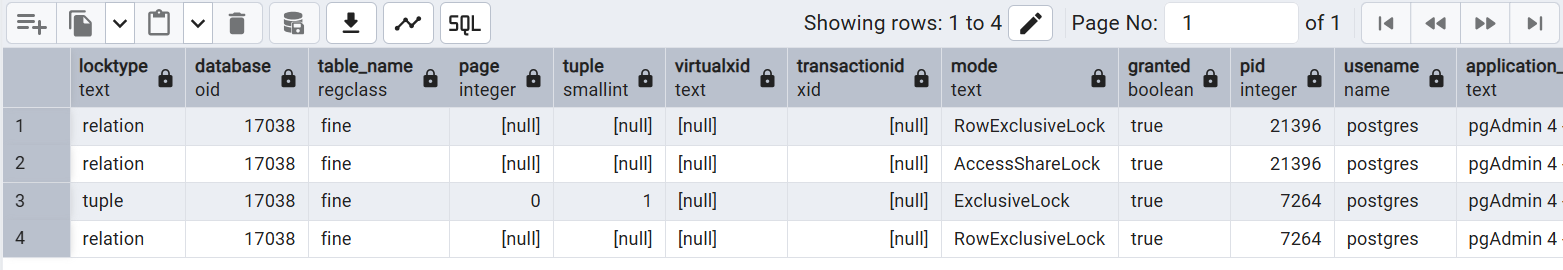 SQL Showing rows: 1 to 4 Page No: 1 of 1
locktype database table_name page tuple virtualxid transactionid mode granted pid usename application_
text oid regclass integer smallint text xid text boolean integer name text
1 relation 17038 fine [null] [null] [null] [null] RowExclusiveLock true 21396 postgres pgAdmin 4
2 relation 17038 fine [null] [null] [null] [null] AccessShareLock true 21396 postgres pgAdmin 4
3 tuple 17038 fine 0 1 [null] [null] ExclusiveLock true 7264 postgres pgAdmin 4
4 relation 17038 fine [null] [null] [null] [null] RowExclusiveLock true 7264 postgres pgAdmin 4